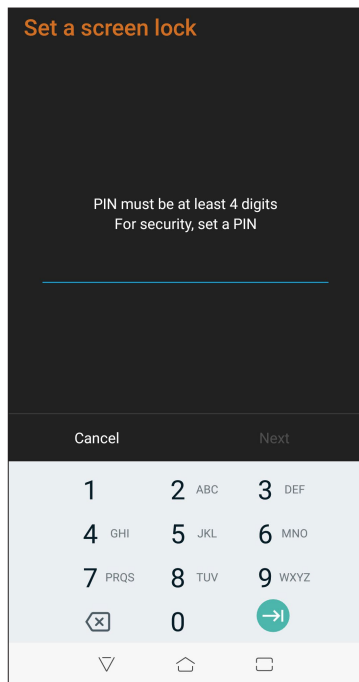 Set a screen lock
PIN must be at least 4 digits
For security, set a PIN
Cancel Next
1 2 ABC 3 DEF
4 GHI 5 JKL 6 MNO
7 PRQS 8 TUV 9 WXYZ
0